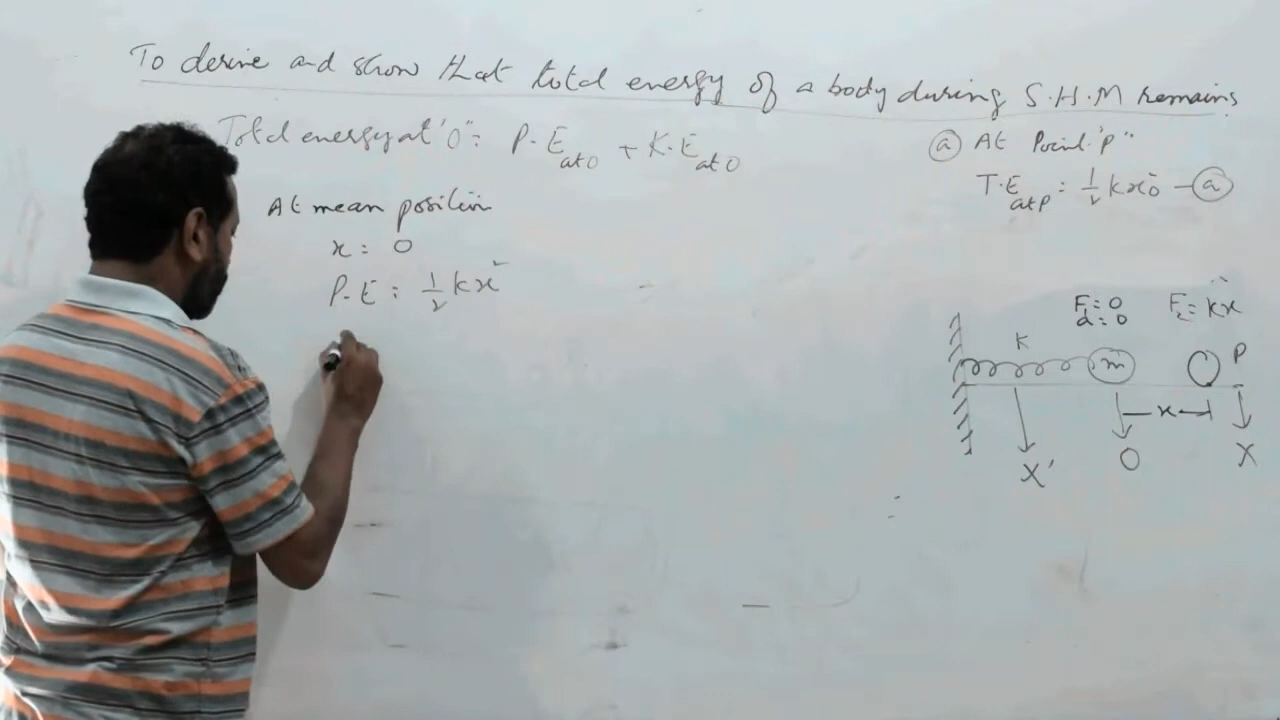 To derive and show that total energy of a body during S.H.M remains
Total energy at "O" = P.E at O + K.E at O
At mean position
x = 0
P.E = 1/2 kx²
(a) At Point "P"
T.E at P = 1/2 kx₀² — (a)
F = 0
a = 0
F = kx
K
m
P
x
X'
O
X